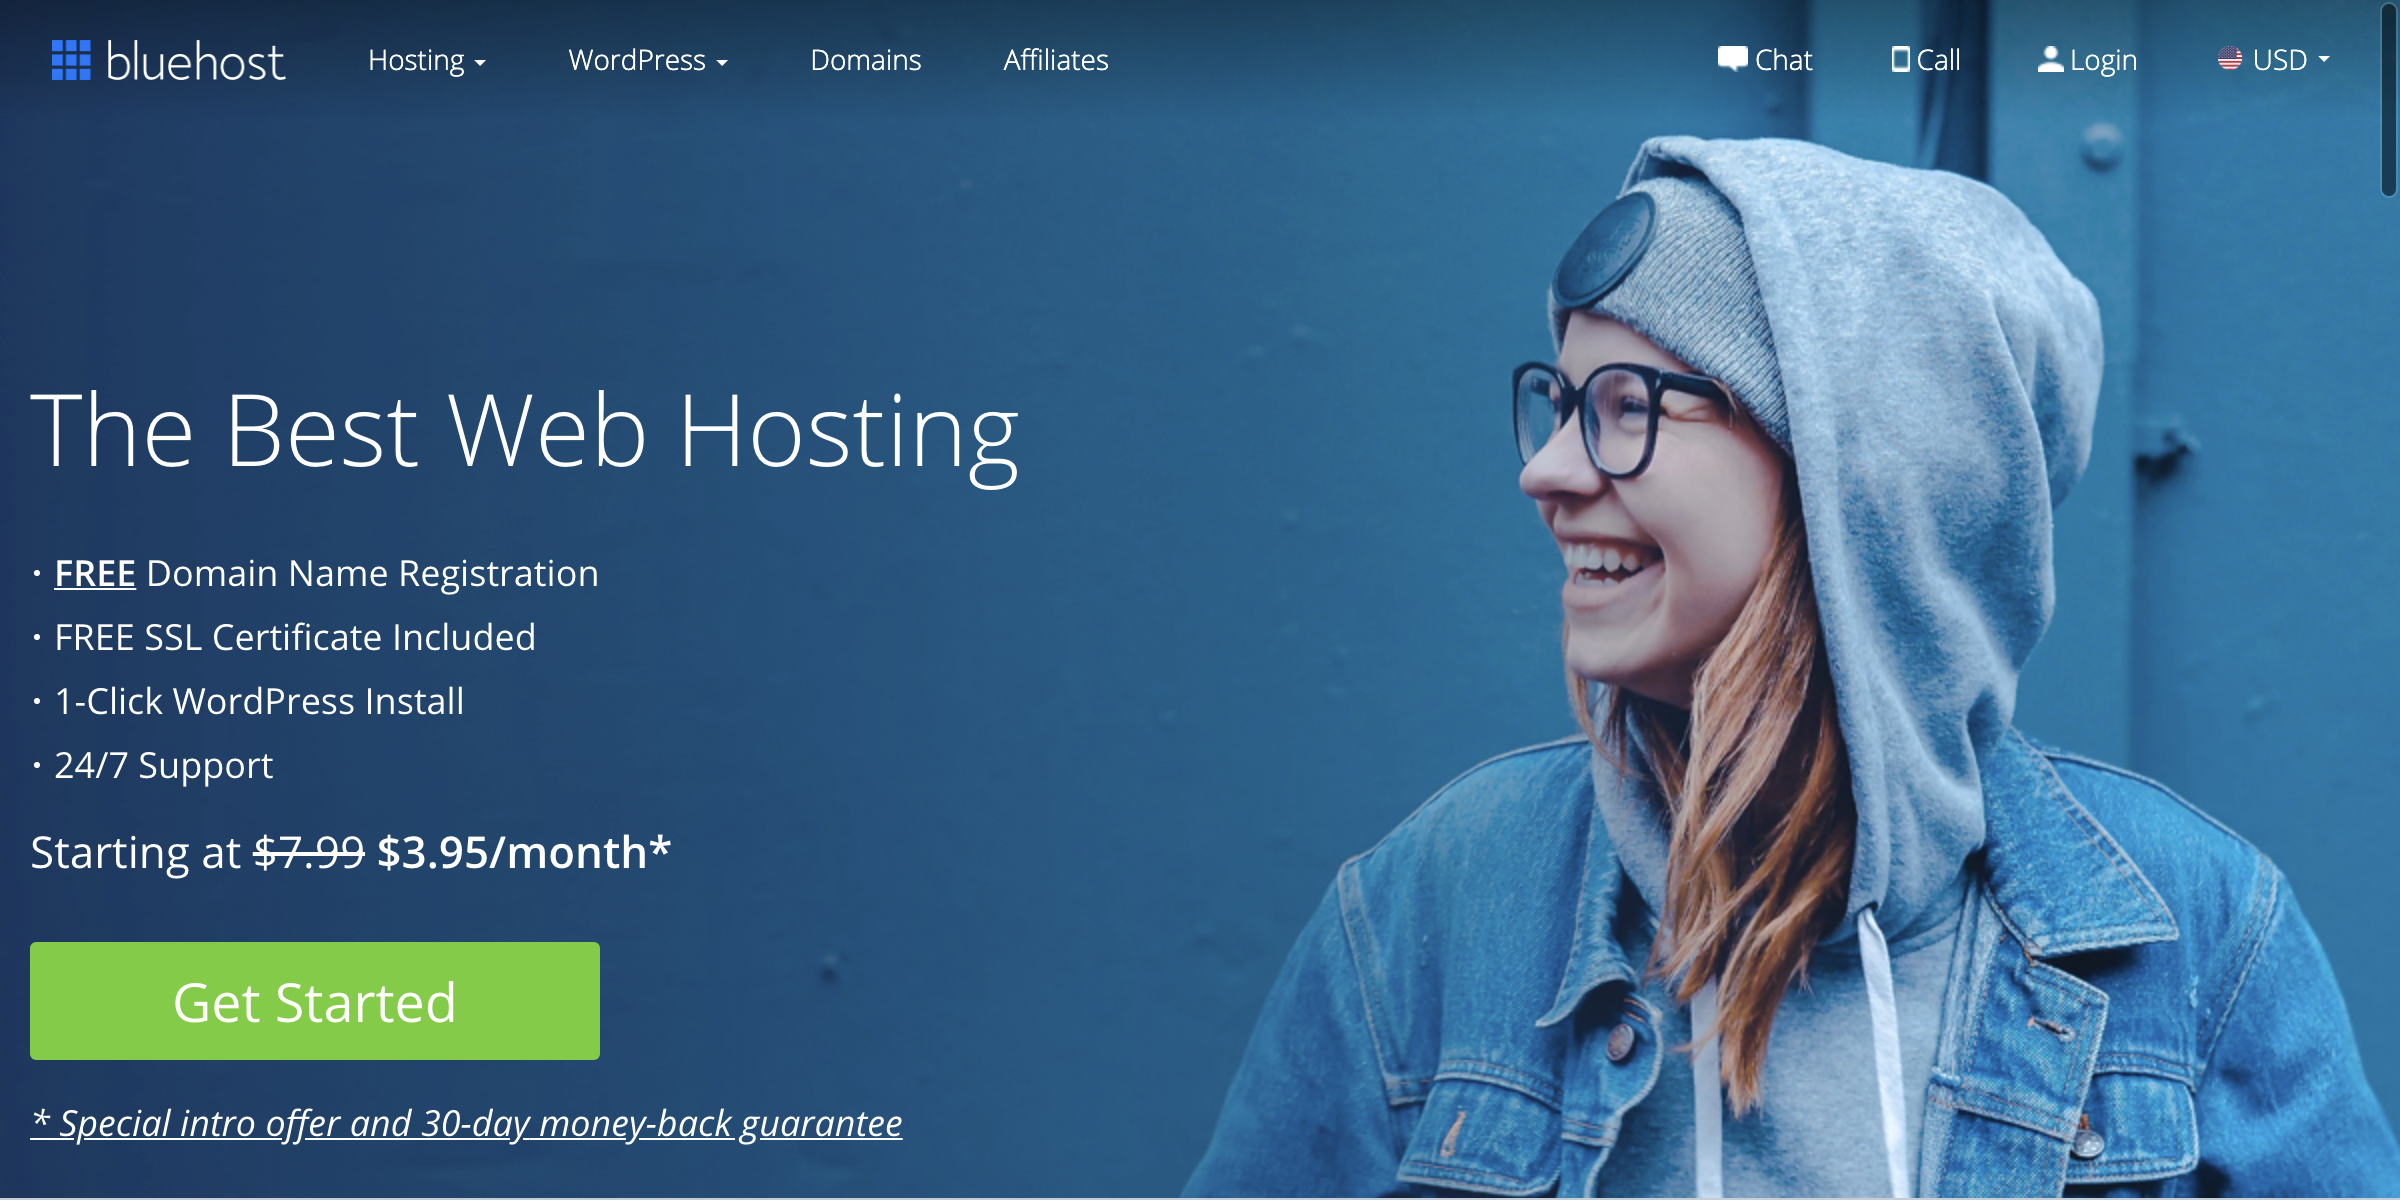 bluehost Hosting WordPress Domains Affiliates Chat Call Login USD
The Best Web Hosting
· FREE Domain Name Registration
· FREE SSL Certificate Included
· 1-Click WordPress Install
· 24/7 Support
Starting at $7.99 $3.95/month*
Get Started
* Special intro offer and 30-day money-back guarantee